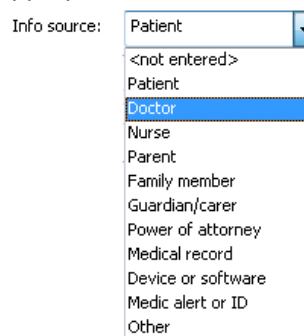 Info source: Patient
<not entered>
Patient
Doctor
Nurse
Parent
Family member
Guardian/carer
Power of attorney
Medical record
Device or software
Medic alert or ID
Other